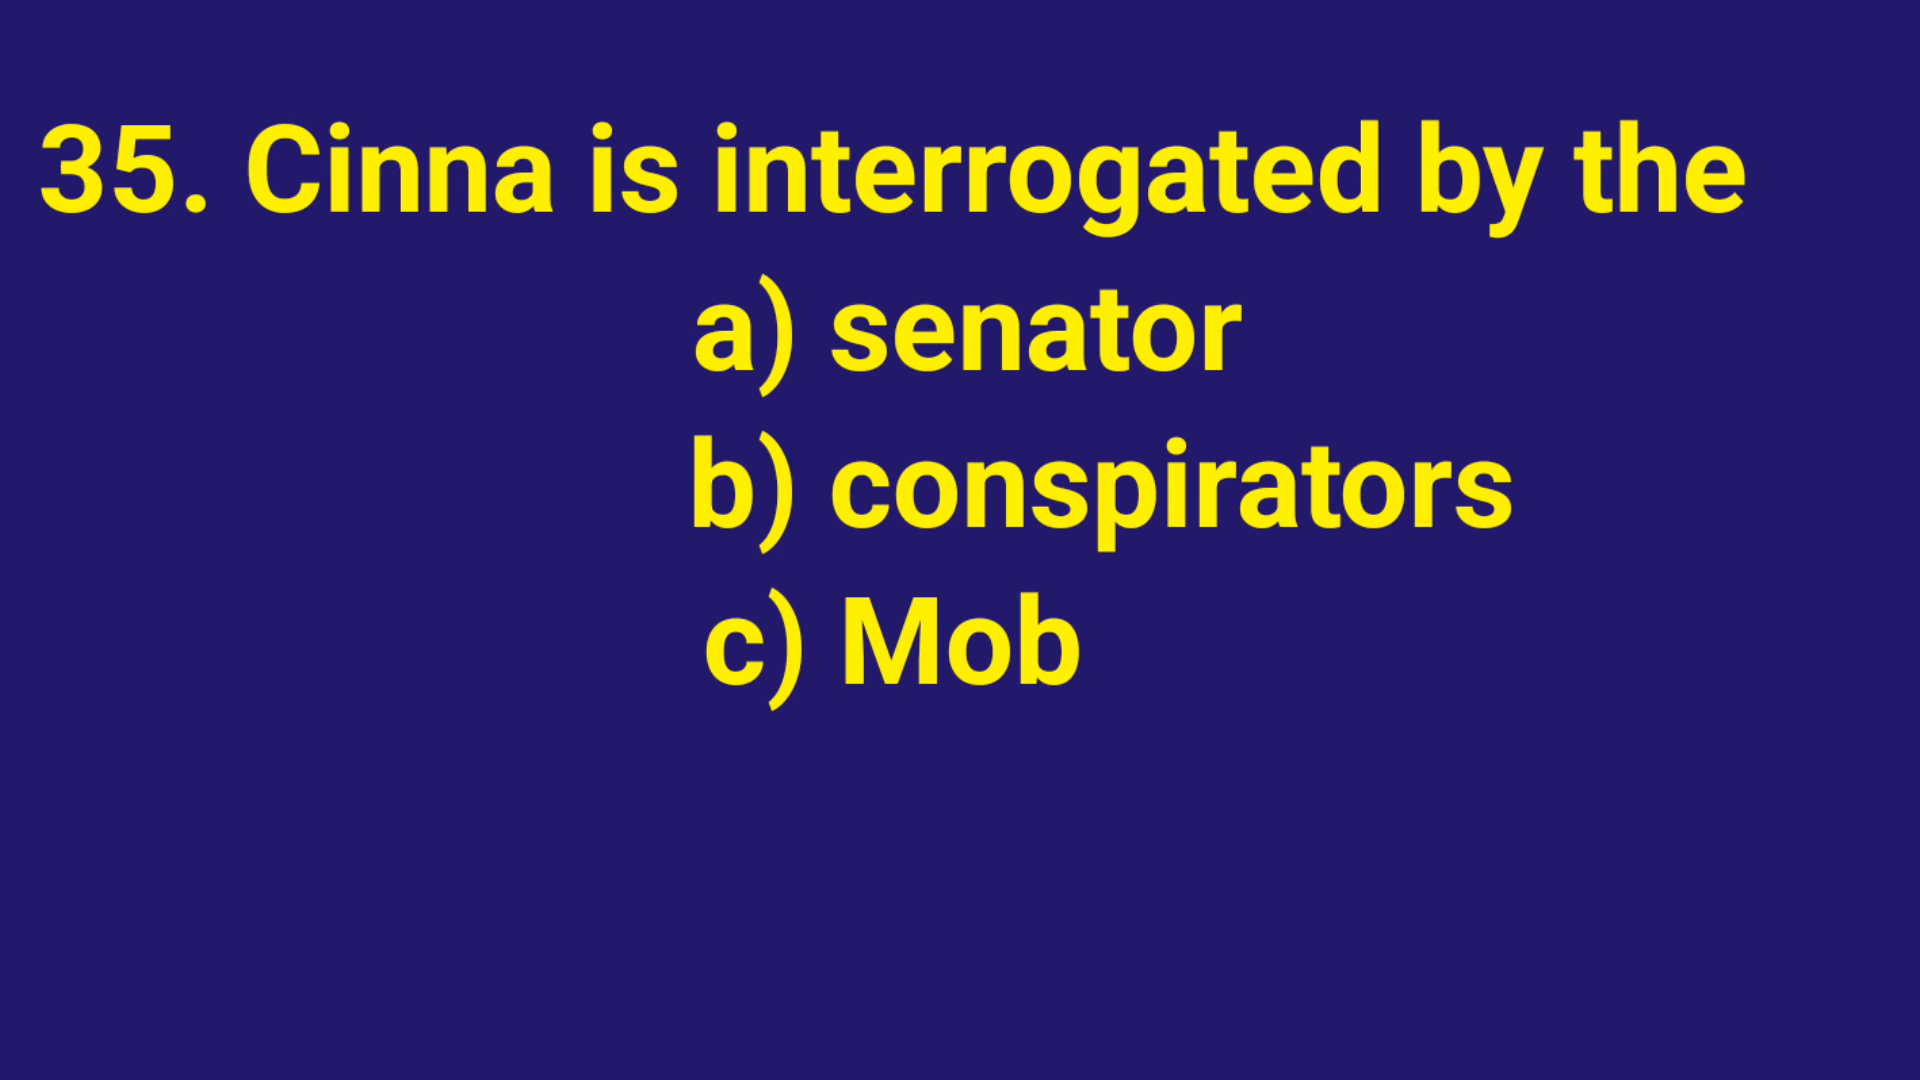 35. Cinna is interrogated by the
a) senator
b) conspirators
c) Mob